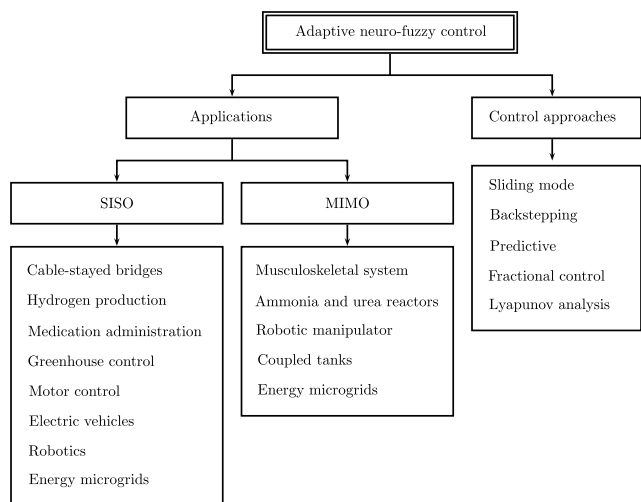 Adaptive neuro-fuzzy control
Applications
Control approaches
SISO
MIMO
Cable-stayed bridges
Hydrogen production
Medication administration
Greenhouse control
Motor control
Electric vehicles
Robotics
Energy microgrids
Musculoskeletal system
Ammonia and urea reactors
Robotic manipulator
Coupled tanks
Energy microgrids
Sliding mode
Backstepping
Predictive
Fractional control
Lyapunov analysis